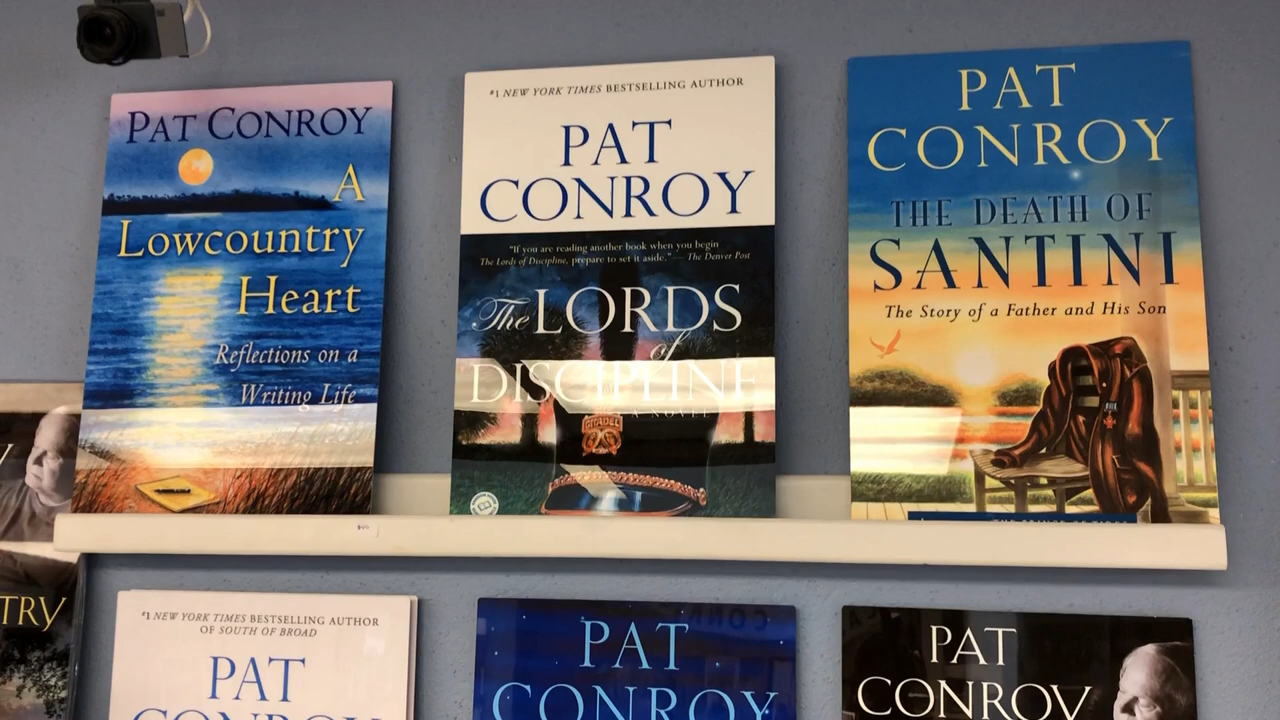 PAT CONROY
A
Lowcountry
Heart
Reflections on a
Writing Life
#1 NEW YORK TIMES BESTSELLING AUTHOR
PAT
CONROY
"If you are reading another book when you begin
The Lords of Discipline, prepare to set it aside." — The Denver Post
The LORDS
of
DISCIPLINE
A NOVEL
CITADEL
PAT
CONROY
THE DEATH OF
SANTINI
The Story of a Father and His Son
TRY
#1 NEW YORK TIMES BESTSELLING AUTHOR
OF SOUTH OF BROAD
PAT
CONROY
PAT
CONROY
PAT
CONROY